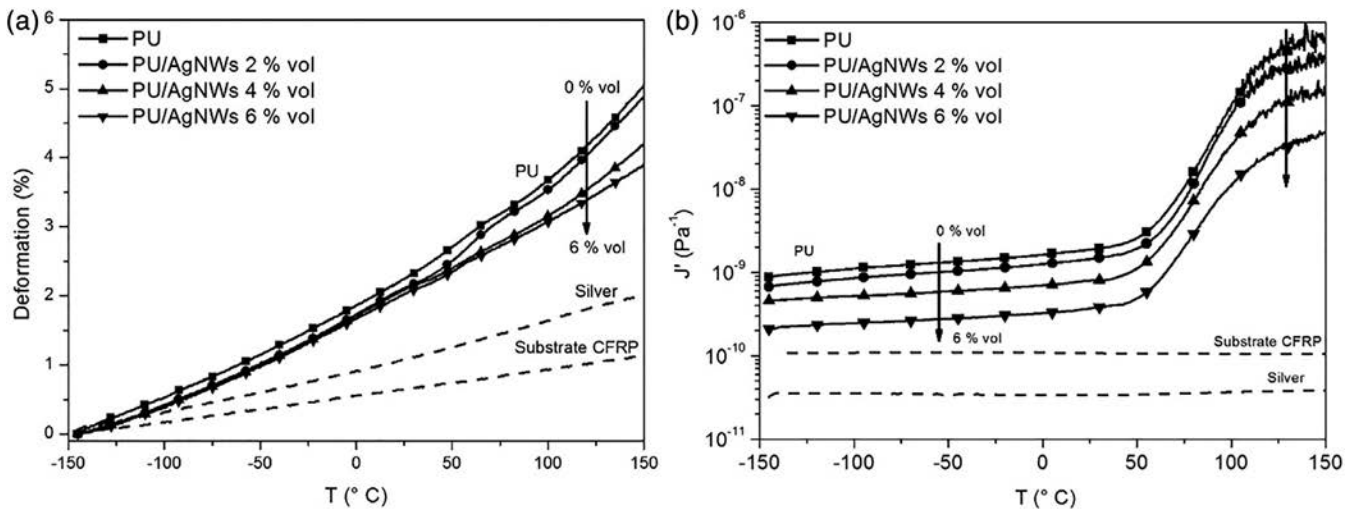 (a)
6
5
4
3
2
1
0
Deformation (%)
PU
PU/AgNWs 2 % vol
PU/AgNWs 4 % vol
PU/AgNWs 6 % vol
0 % vol
PU
6 % vol
Silver
Substrate CFRP
-150 -100 -50 0 50 100 150
T (° C)
(b)
10⁻⁶
10⁻⁷
10⁻⁸
10⁻⁹
10⁻¹⁰
10⁻¹¹
J' (Pa⁻¹)
PU
PU/AgNWs 2 % vol
PU/AgNWs 4 % vol
PU/AgNWs 6 % vol
PU
0 % vol
6 % vol
Substrate CFRP
Silver
-150 -100 -50 0 50 100 150
T (° C)